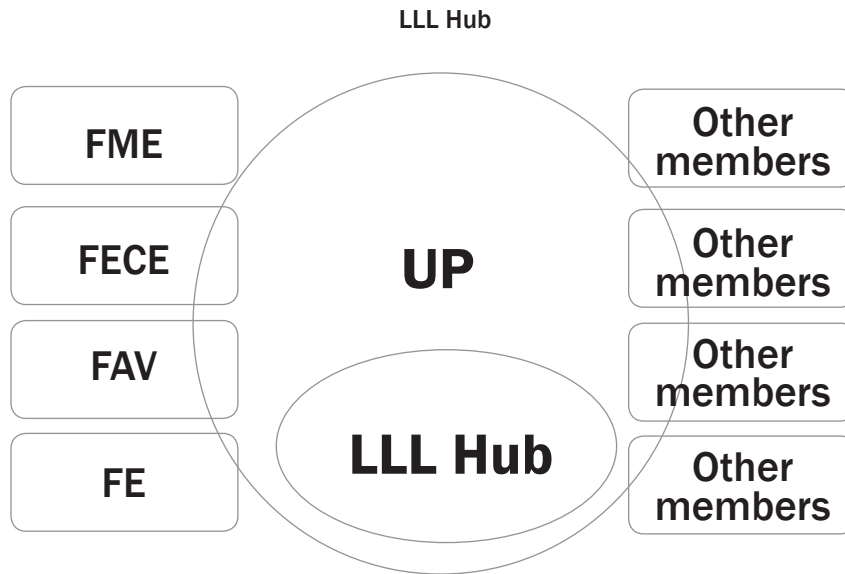 LLL Hub
FME
FECE
FAV
FE
UP
LLL Hub
Other
members
Other
members
Other
members
Other
members